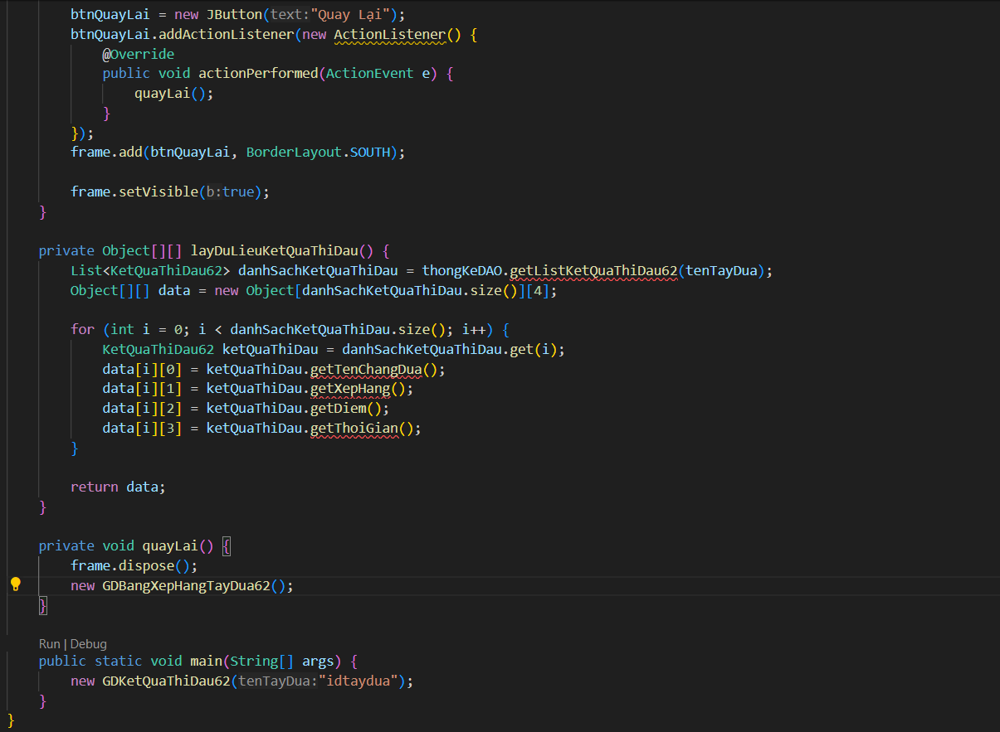 btnQuayLai = new JButton(text:"Quay Lại");
btnQuayLai.addActionListener(new ActionListener() {
@Override
public void actionPerformed(ActionEvent e) {
quayLai();
}
});
frame.add(btnQuayLai, BorderLayout.SOUTH);
frame.setVisible(b:true);
}
private Object[][] layDuLieuKetQuaThiDau() {
List<KetQuaThiDau62> danhSachKetQuaThiDau = thongKeDAO.getListKetQuaThiDau62(tenTayDua);
Object[][] data = new Object[danhSachKetQuaThiDau.size()][4];
for (int i = 0; i < danhSachKetQuaThiDau.size(); i++) {
KetQuaThiDau62 ketQuaThiDau = danhSachKetQuaThiDau.get(i);
data[i][0] = ketQuaThiDau.getTenChangDua();
data[i][1] = ketQuaThiDau.getXepHang();
data[i][2] = ketQuaThiDau.getDiem();
data[i][3] = ketQuaThiDau.getThoiGian();
}
return data;
}
private void quayLai() {
frame.dispose();
new GDBangXepHangTayDua62();
}
Run | Debug
public static void main(String[] args) {
new GDKetQuaThiDau62(tenTayDua:"idtaydua");
}
}